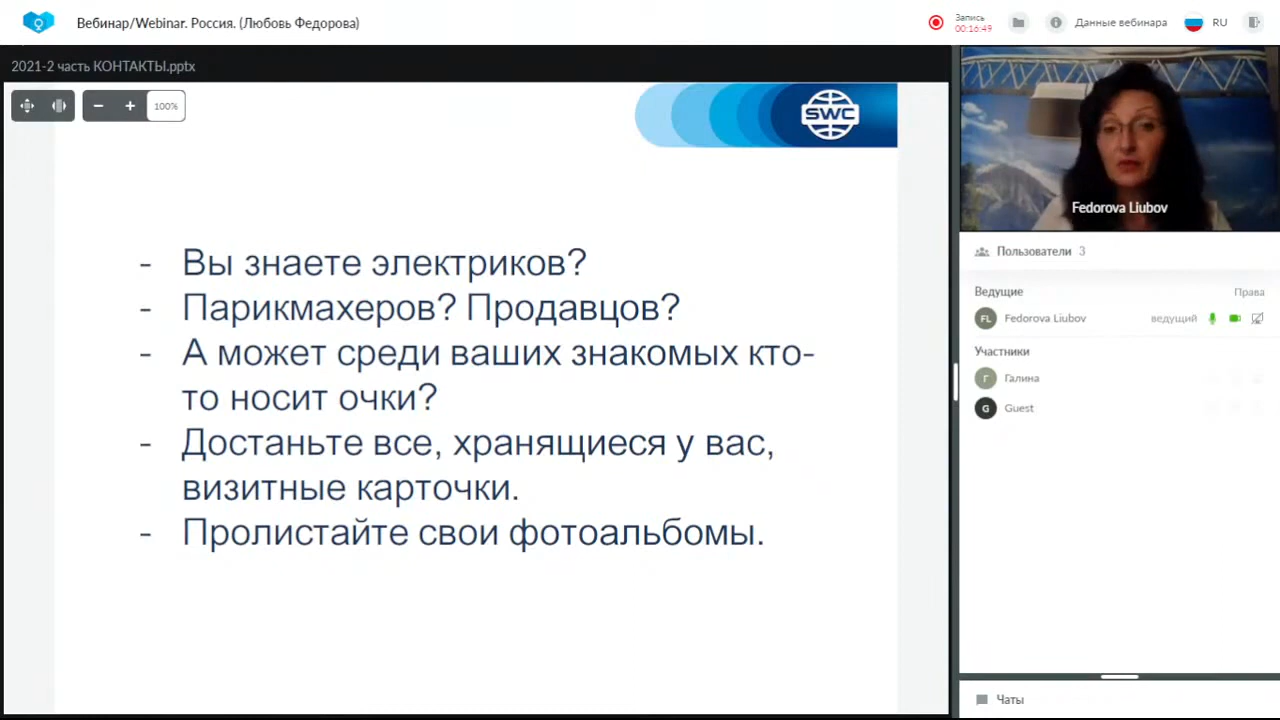 Вебинар/Webinar. Россия. (Любовь Федорова)
Запись
00:16:49
Данные вебинара
RU
2021-2 часть КОНТАКТЫ.pptx
100%
SWC
- Вы знаете электриков?
- Парикмахеров? Продавцов?
- А может среди ваших знакомых кто-
то носит очки?
- Достаньте все, хранящиеся у вас,
визитные карточки.
- Пролистайте свои фотоальбомы.
Fedorova Liubov
Пользователи 3
Ведущие Права
FL Fedorova Liubov ведущий
Участники
Г Галина
G Guest
Чаты